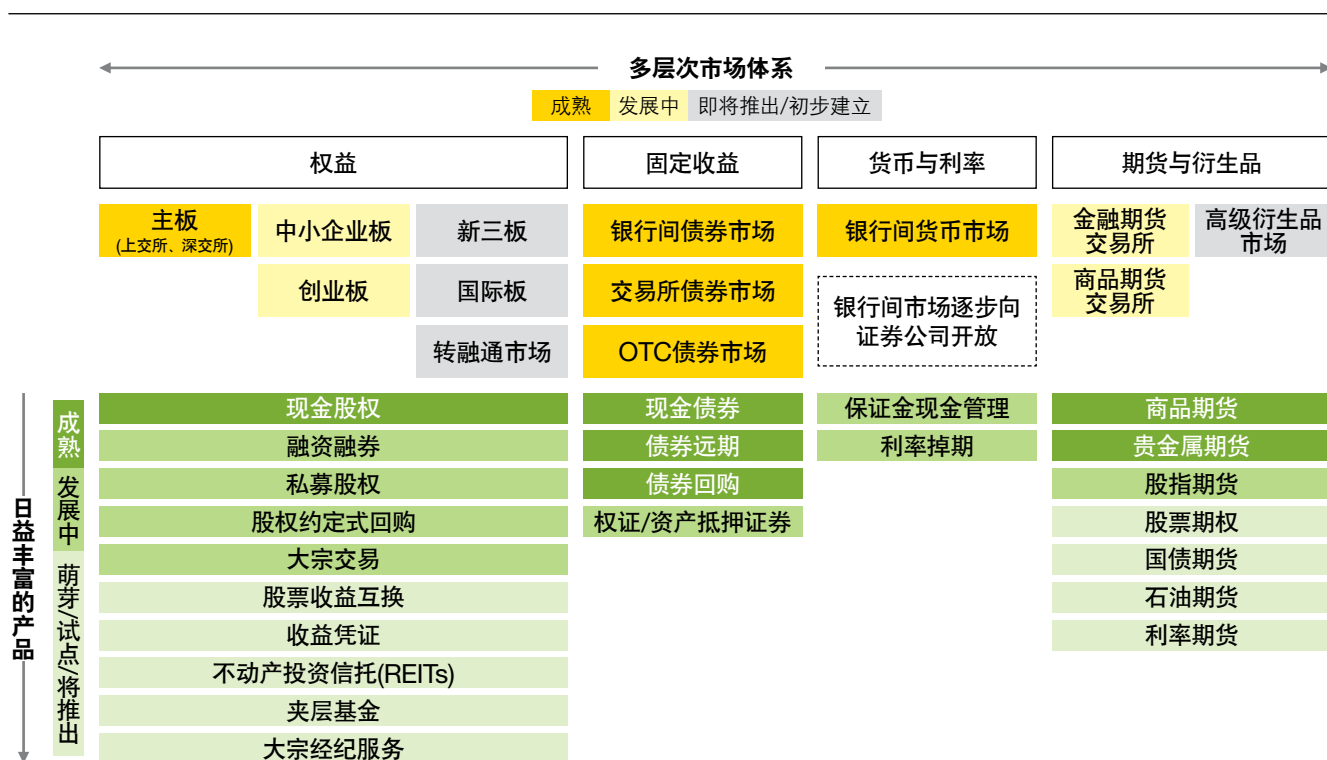 多层次市场体系
成熟 发展中 即将推出/初步建立
权益 固定收益 货币与利率 期货与衍生品
主板
(上交所、深交所)
中小企业板
新三板
银行间债券市场
银行间货币市场
金融期货
交易所
高级衍生品
市场
创业板
国际板
交易所债券市场
银行间市场逐步向
证券公司开放
商品期货
交易所
转融通市场
OTC债券市场
日益丰富的产品
成熟
发展中
萌芽/试点/将推出
现金股权 现金债券 保证金现金管理 商品期货
融资融券 债券远期 利率掉期 贵金属期货
私募股权 债券回购 股指期货
股权约定式回购 权证/资产抵押证券 股票期权
大宗交易 国债期货
股票收益互换 石油期货
收益凭证 利率期货
不动产投资信托(REITs)
夹层基金
大宗经纪服务